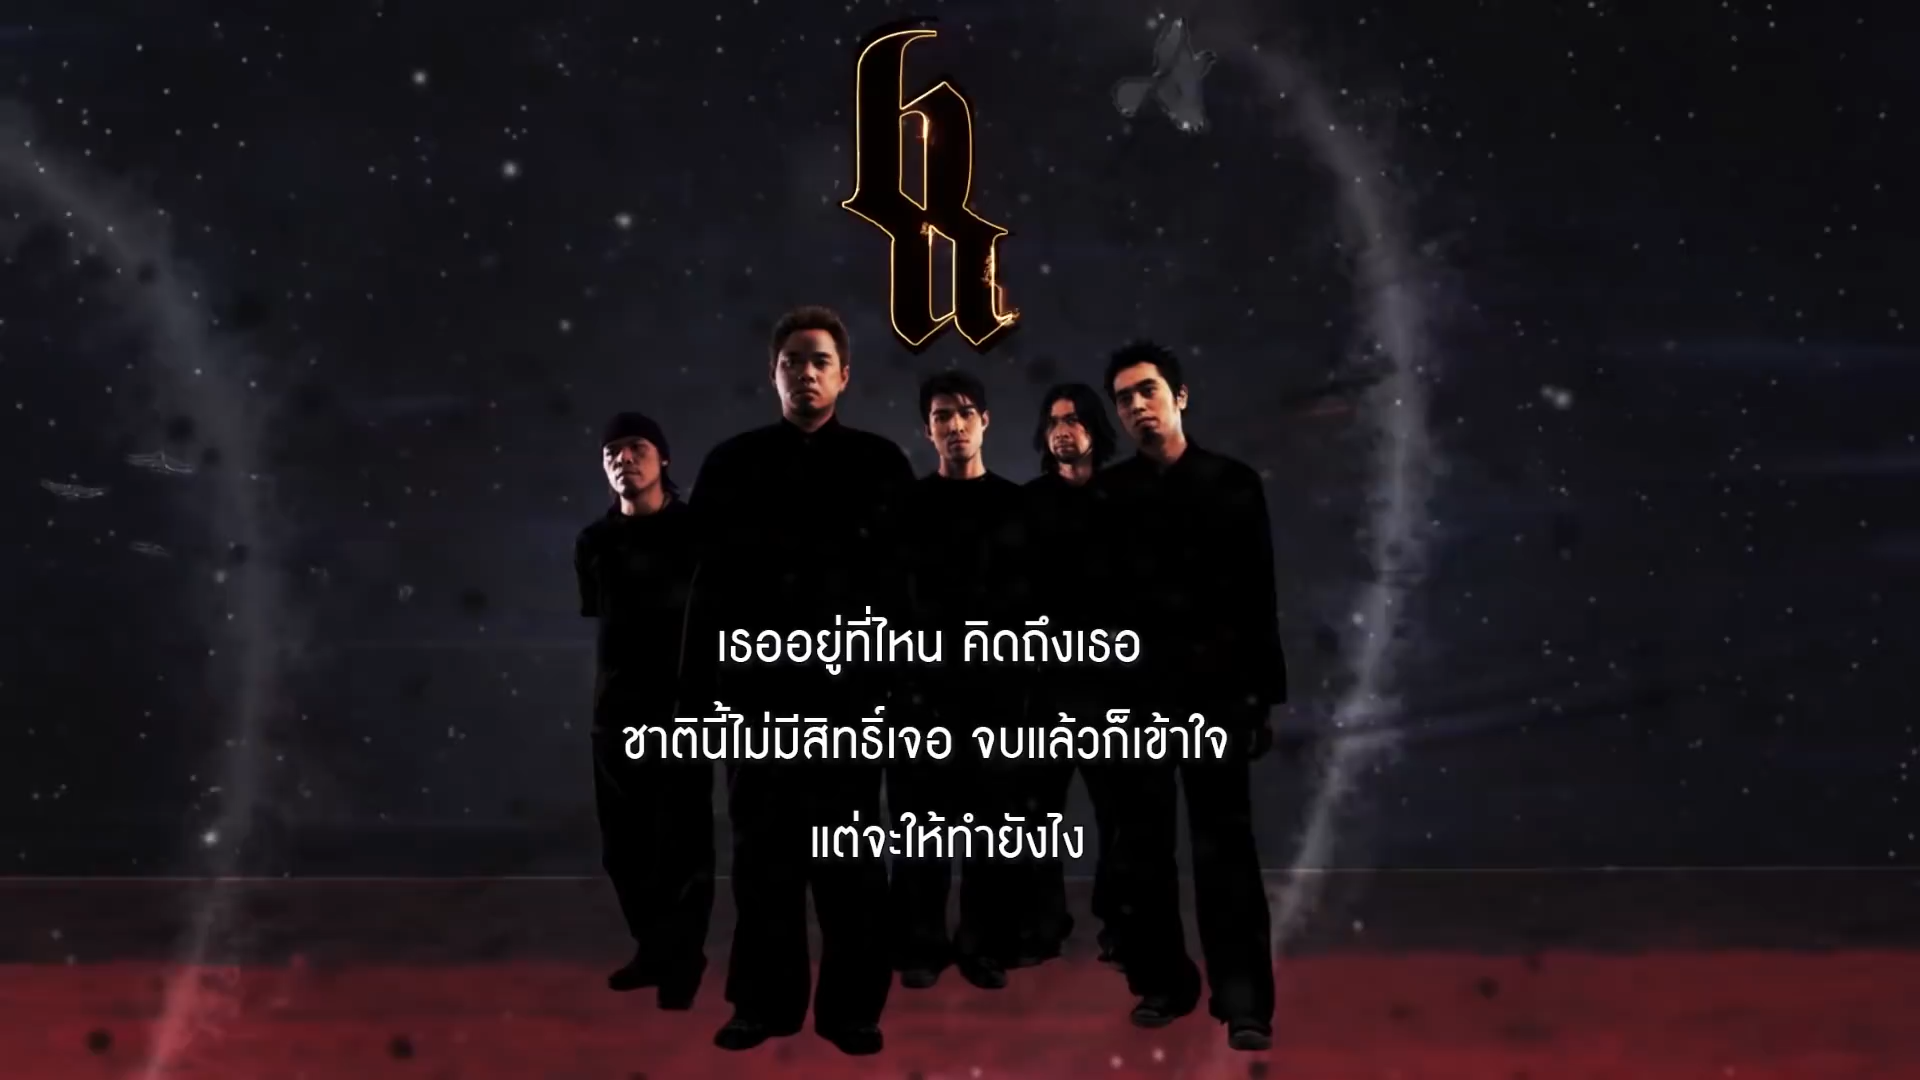 เธออยู่ที่ไหน คิดถึงเธอ
ชาตินี้ไม่มีสิทธิ์เจอ จบแล้วก็เข้าใจ
แต่จะให้ทำยังไง